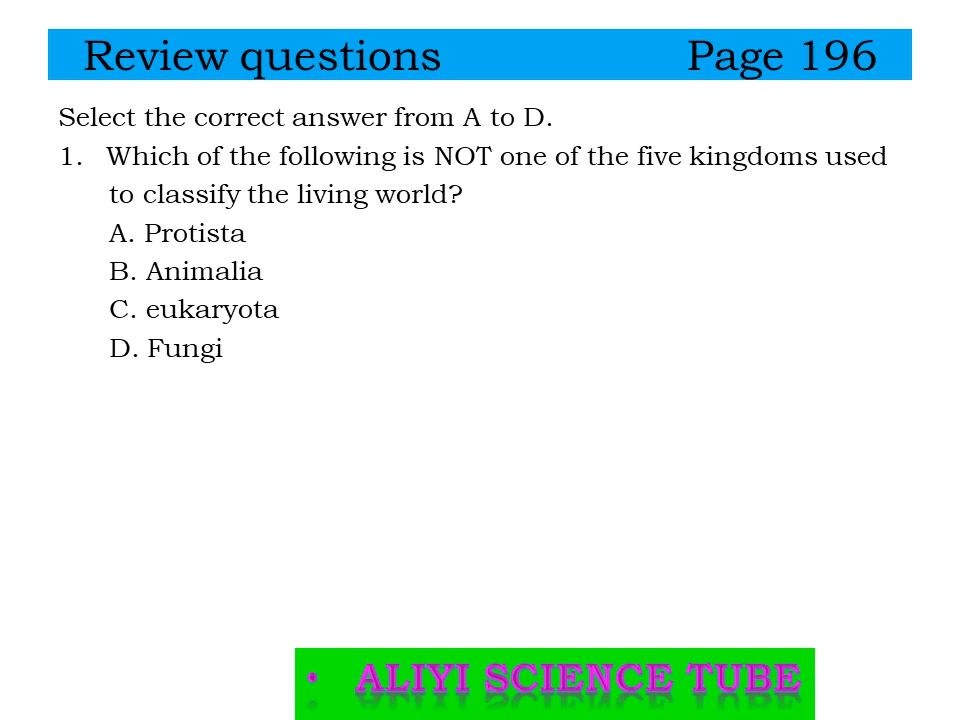 Review questions Page 196
Select the correct answer from A to D.
1. Which of the following is NOT one of the five kingdoms used
to classify the living world?
A. Protista
B. Animalia
C. eukaryota
D. Fungi
• ALIYI SCIENCE TUBE